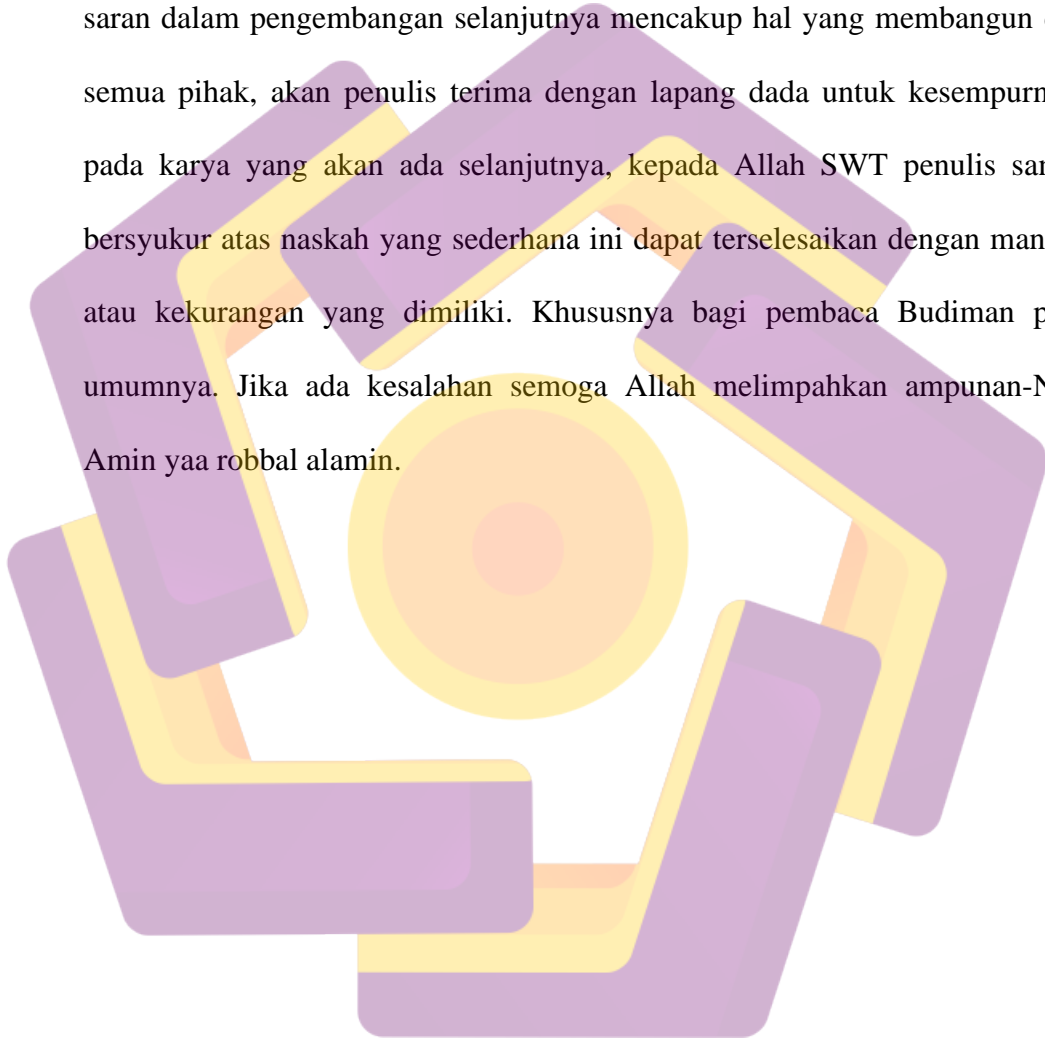 saran dalam pengembangan selanjutnya mencakup hal yang membangun
semua pihak, akan penulis terima dengan lapang dada untuk kesempurn
pada karya yang akan ada selanjutnya, kepada Allah SWT penulis san
bersyukur atas naskah yang sederhana ini dapat terselesaikan dengan man
atau kekurangan yang dimiliki. Khususnya bagi pembaca Budiman p
umumnya. Jika ada kesalahan semoga Allah melimpahkan ampunan-N
Amin yaa robbal alamin.